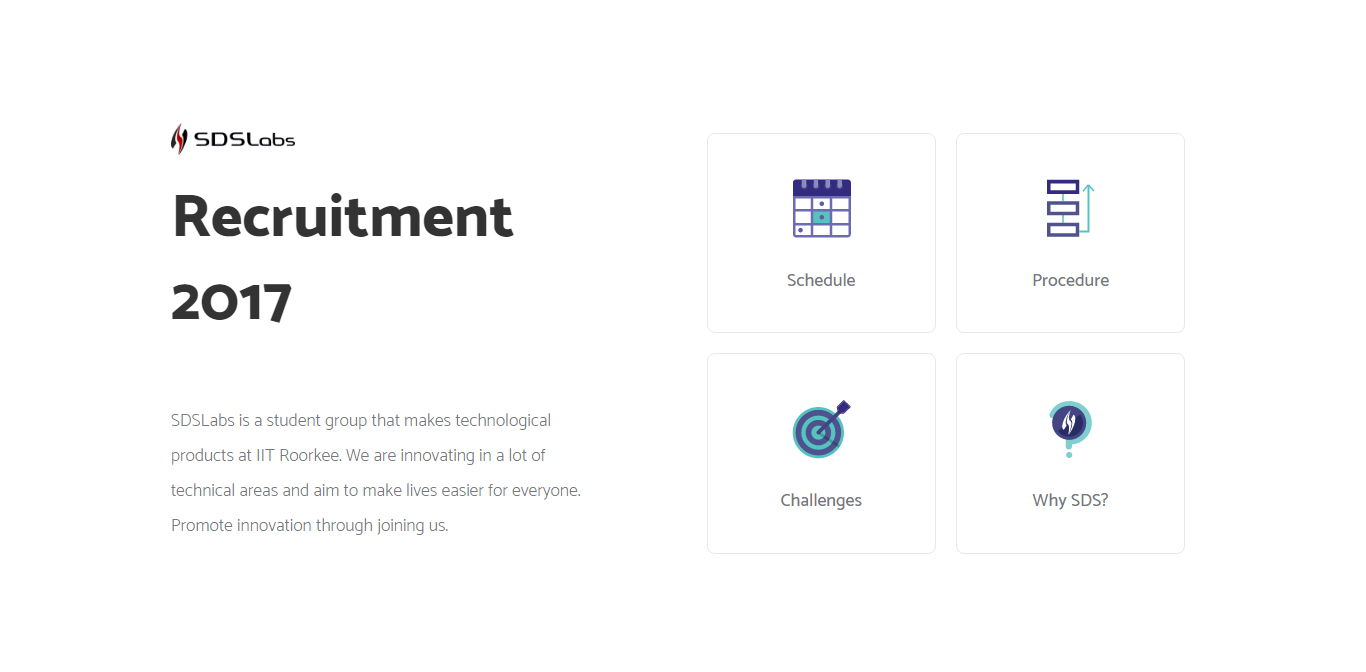 SDSLabs
Recruitment
2017
SDSLabs is a student group that makes technological
products at IIT Roorkee. We are innovating in a lot of
technical areas and aim to make lives easier for everyone.
Promote innovation through joining us.
Schedule
Procedure
Challenges
Why SDS?